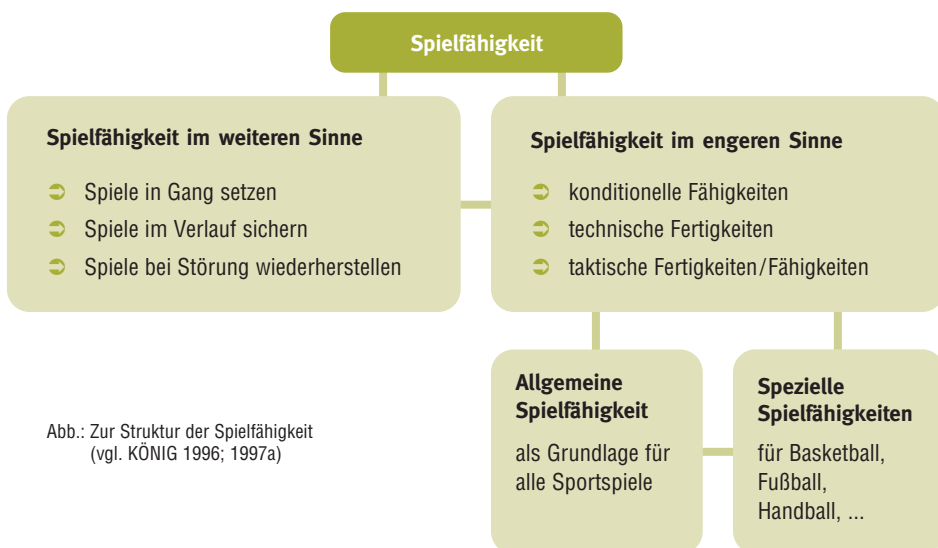 Spielfähigkeit
Spielfähigkeit im weiteren Sinne
➲ Spiele in Gang setzen
➲ Spiele im Verlauf sichern
➲ Spiele bei Störung wiederherstellen
Spielfähigkeit im engeren Sinne
➲ konditionelle Fähigkeiten
➲ technische Fertigkeiten
➲ taktische Fertigkeiten/Fähigkeiten
Allgemeine
Spielfähigkeit
als Grundlage für
alle Sportspiele
Spezielle
Spielfähigkeiten
für Basketball,
Fußball,
Handball, ...
Abb.: Zur Struktur der Spielfähigkeit
(vgl. KÖNIG 1996; 1997a)